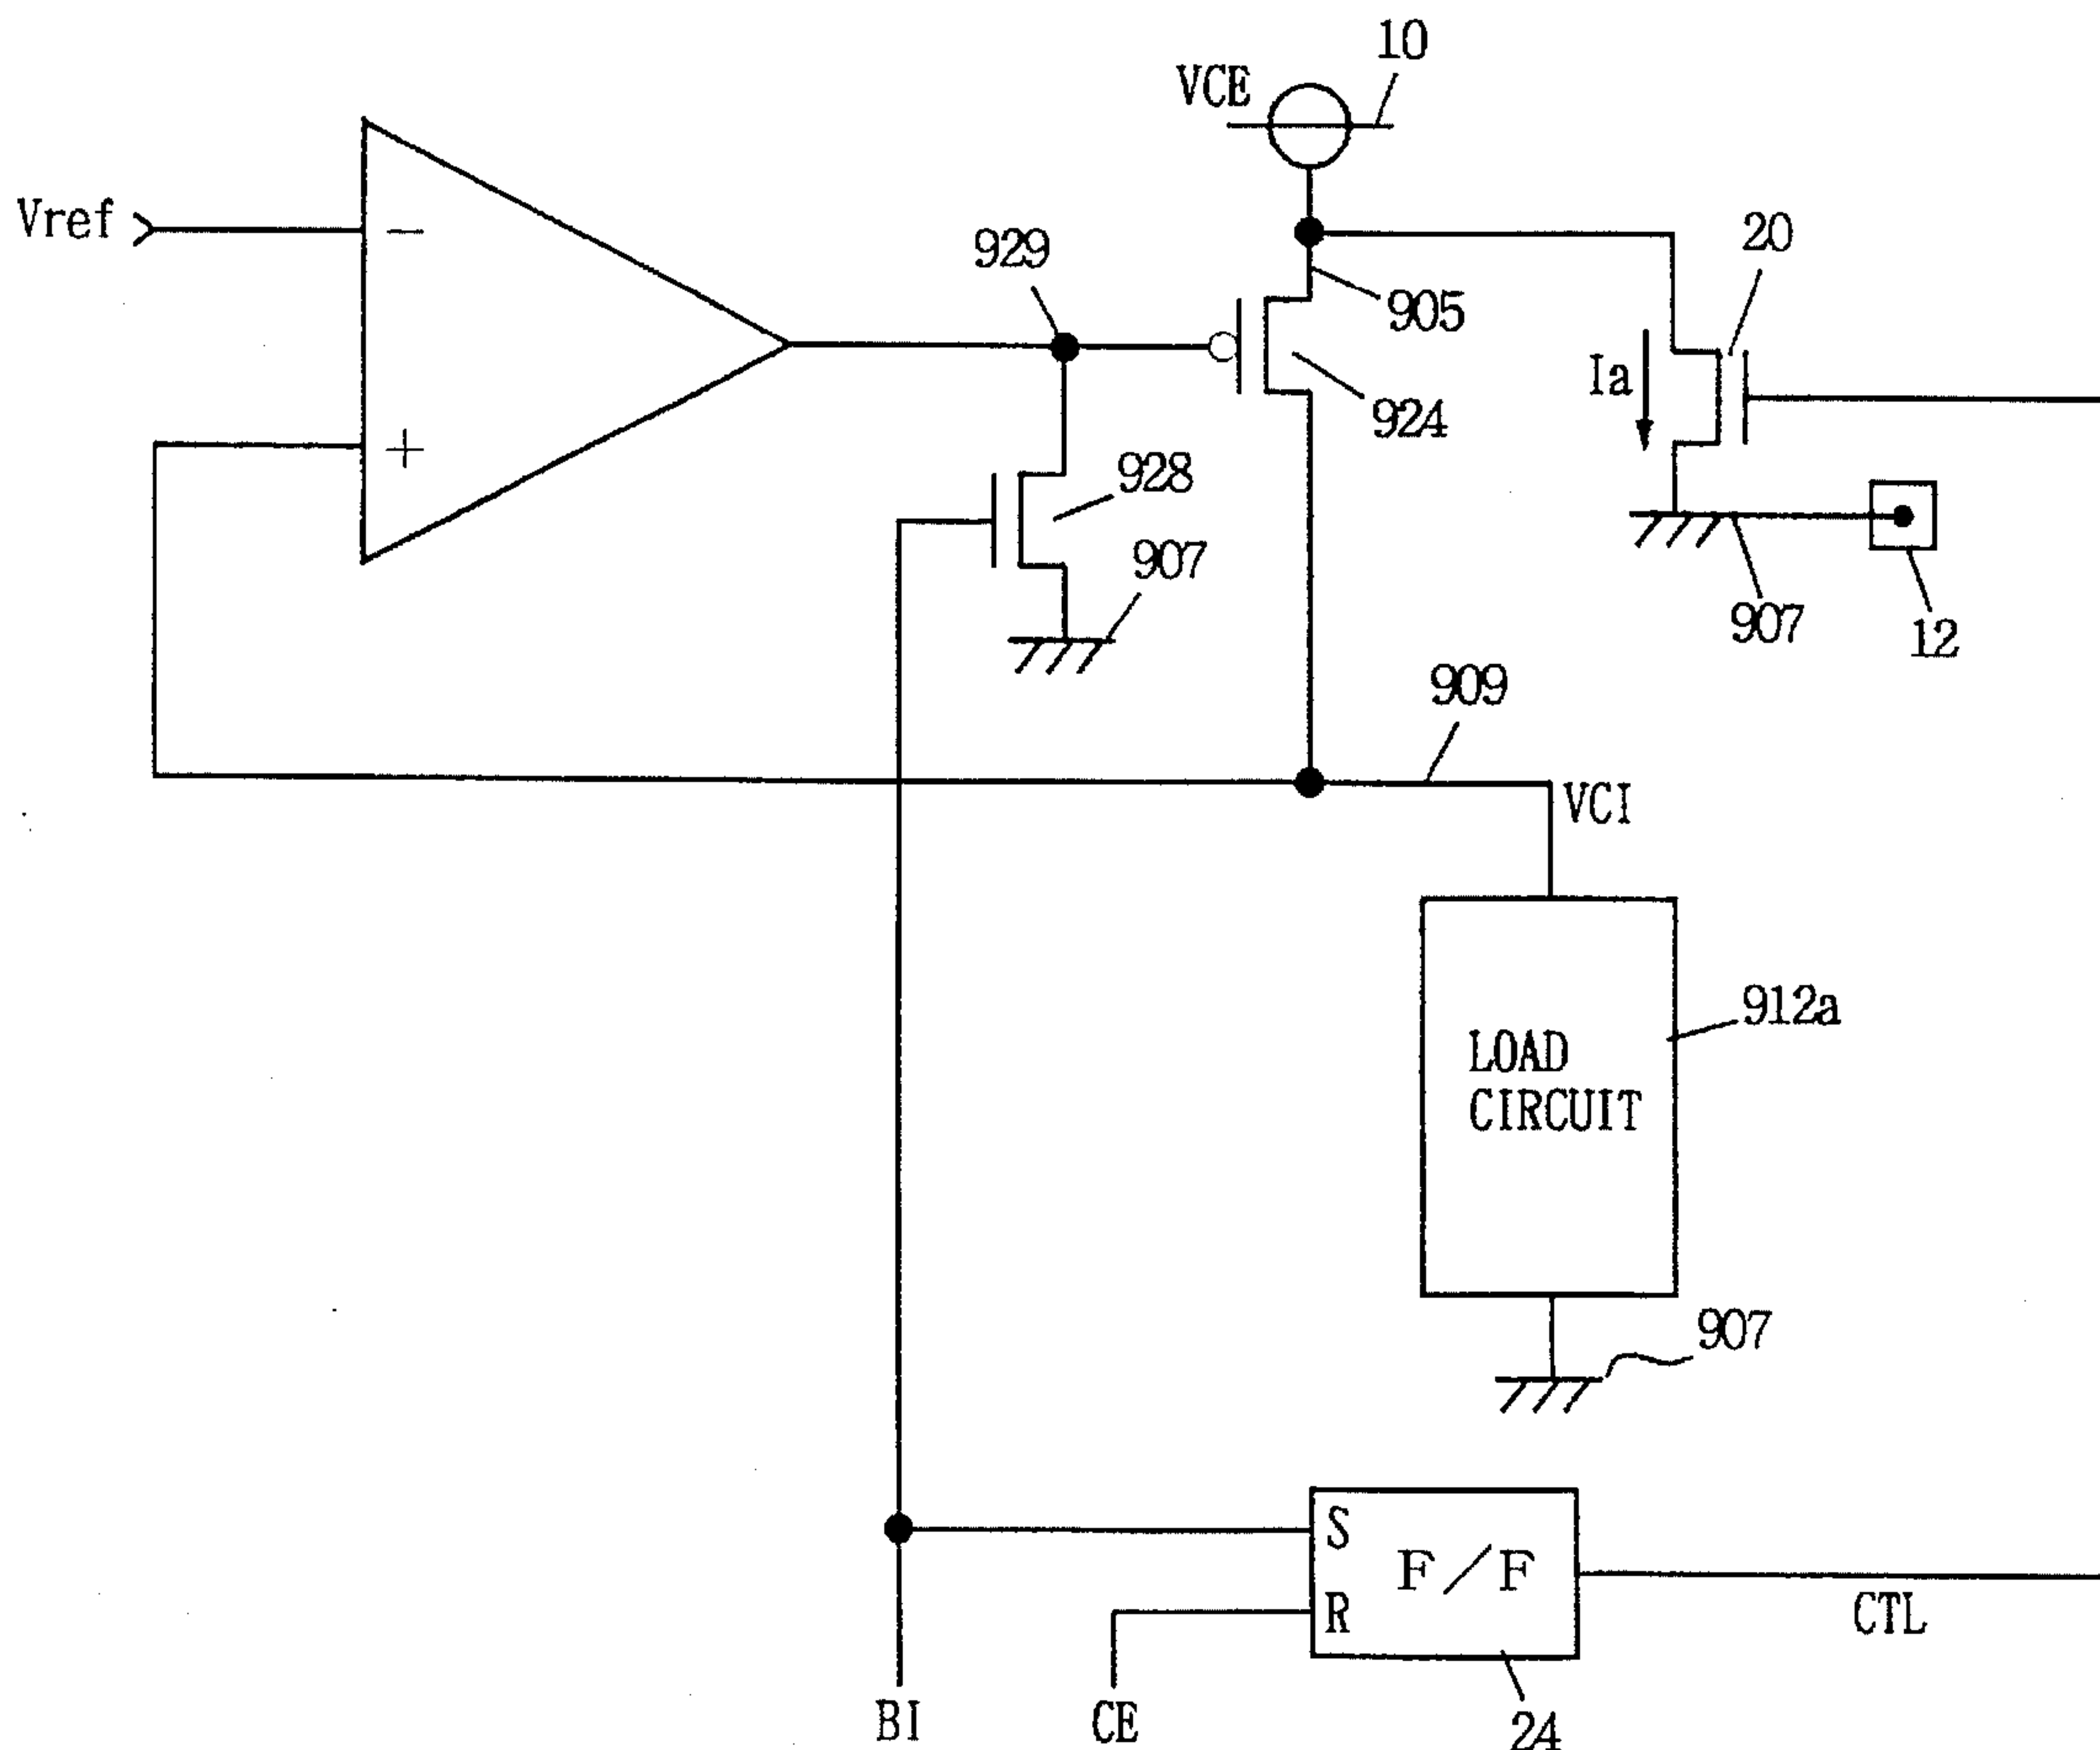 10
VCE
Vref
−
929
20
905
Ia
924
+
928
907
907
12
909
VCI
912a
LOAD
CIRCUIT
907
S
F/F
R
CTL
BI
CE
24